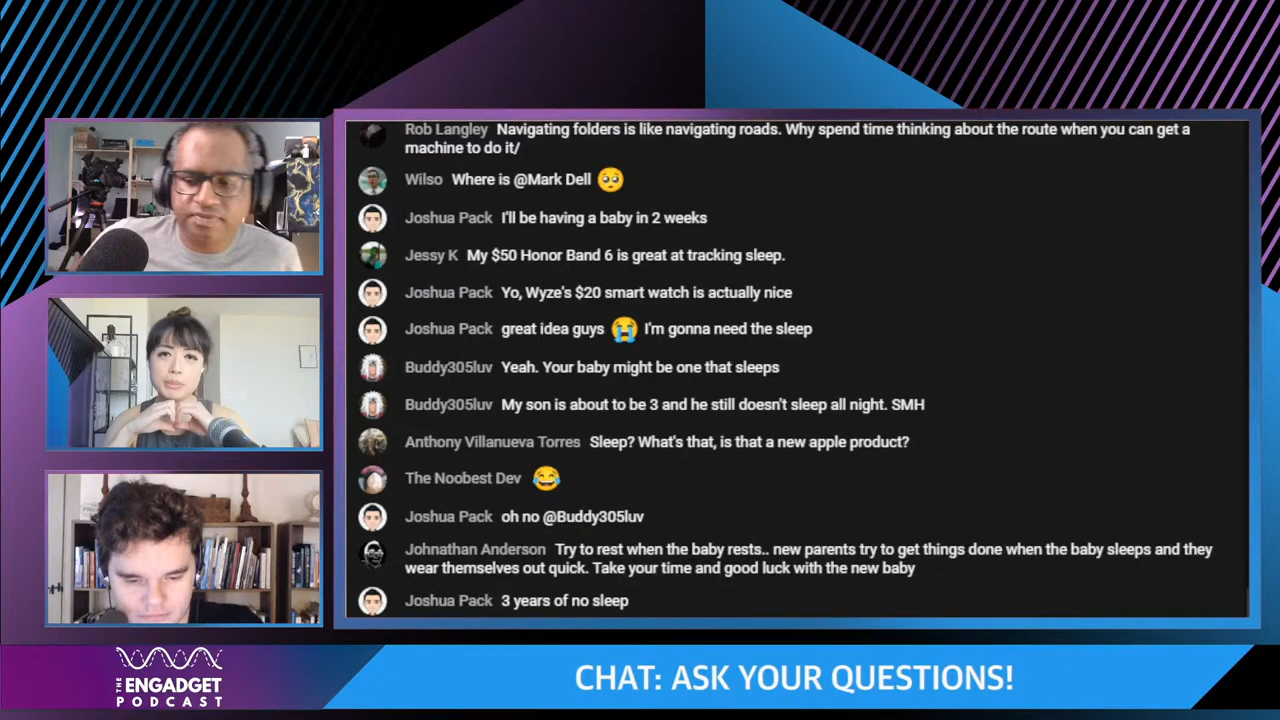 Rob Langley Navigating folders is like navigating roads. Why spend time thinking about the route when you can get a
machine to do it/
Wilso Where is @Mark Dell 🥺
Joshua Pack I'll be having a baby in 2 weeks
Jessy K My $50 Honor Band 6 is great at tracking sleep.
Joshua Pack Yo, Wyze's $20 smart watch is actually nice
Joshua Pack great idea guys 😭 I'm gonna need the sleep
Buddy305luv Yeah. Your baby might be one that sleeps
Buddy305luv My son is about to be 3 and he still doesn't sleep all night. SMH
Anthony Villanueva Torres Sleep? What's that, is that a new apple product?
The Noobest Dev 😂
Joshua Pack oh no @Buddy305luv
Johnathan Anderson Try to rest when the baby rests.. new parents try to get things done when the baby sleeps and they
wear themselves out quick. Take your time and good luck with the new baby
Joshua Pack 3 years of no sleep
THE ENGADGET
PODCAST
CHAT: ASK YOUR QUESTIONS!